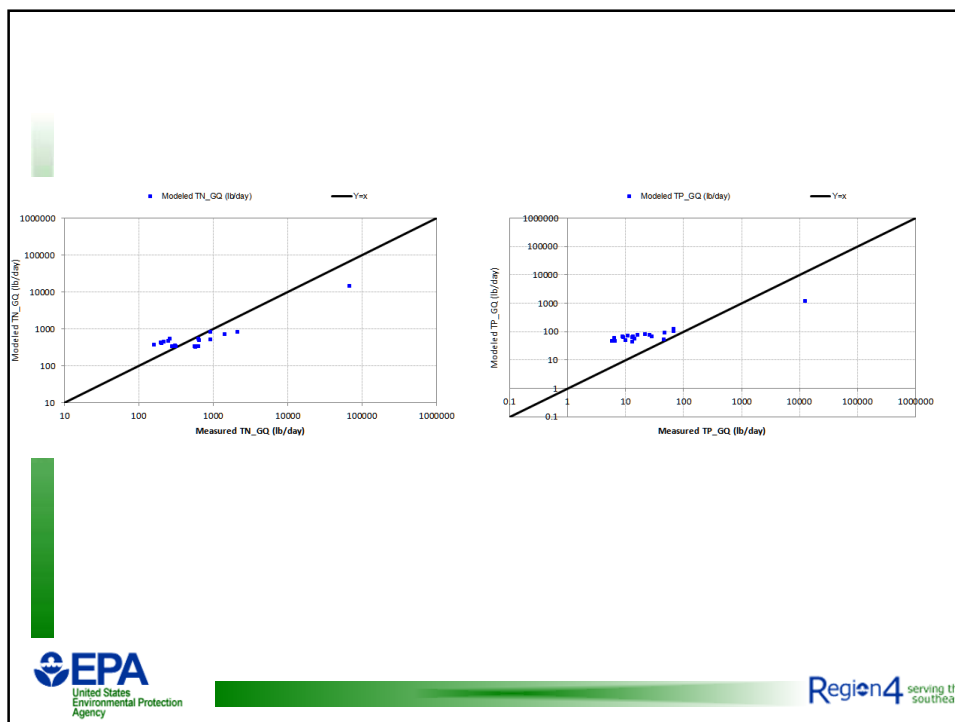 Modeled TN_GQ (lb/day) Y=x
1000000
100000
10000
1000
100
10
10 100 1000 10000 100000 1000000
Modeled TN_GQ (lb/day)
Measured TN_GQ (lb/day)
Modeled TP_GQ (lb/day) Y=x
1000000
100000
10000
1000
100
10
1
0.1
0.1 1 10 100 1000 10000 100000 1000000
Modeled TP_GQ (lb/day)
Measured TP_GQ (lb/day)
EPA
United States
Environmental Protection
Agency
Region4
serving th
southea